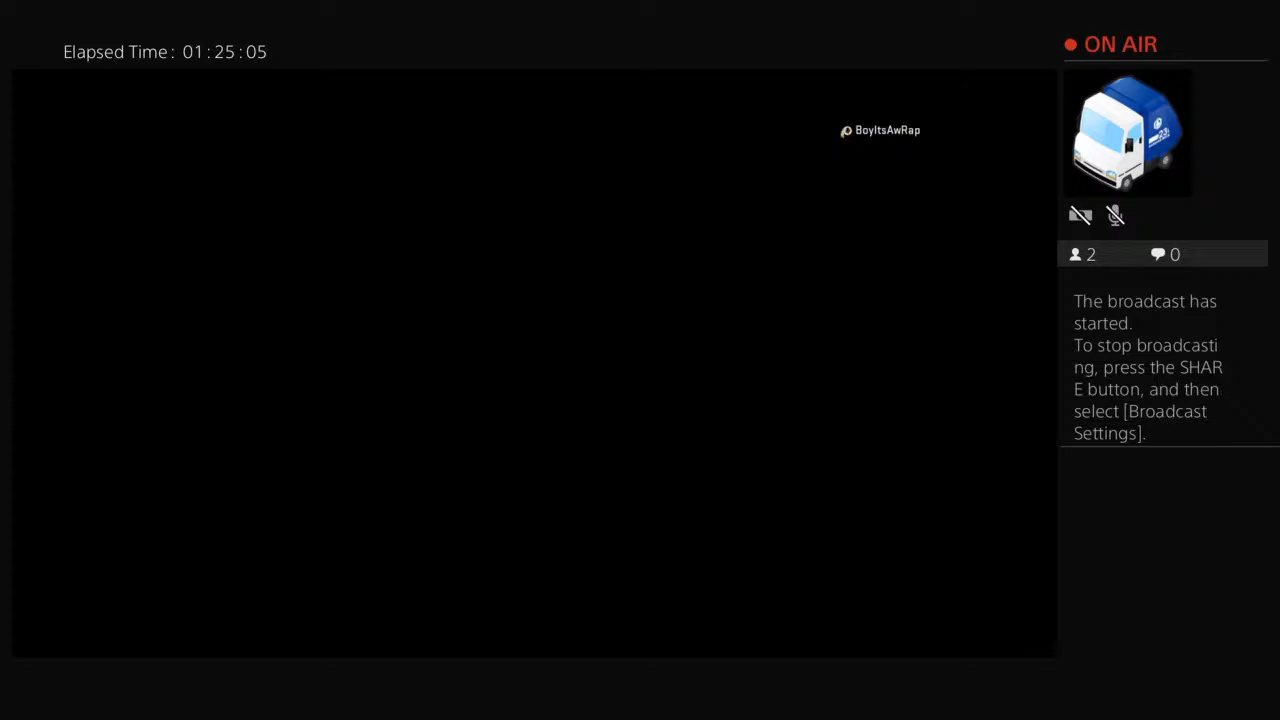 Elapsed Time: 01:25:05
ON AIR
BoyItsAwRap
2
0
The broadcast has
started.
To stop broadcasti
ng, press the SHAR
E button, and then
select [Broadcast
Settings].